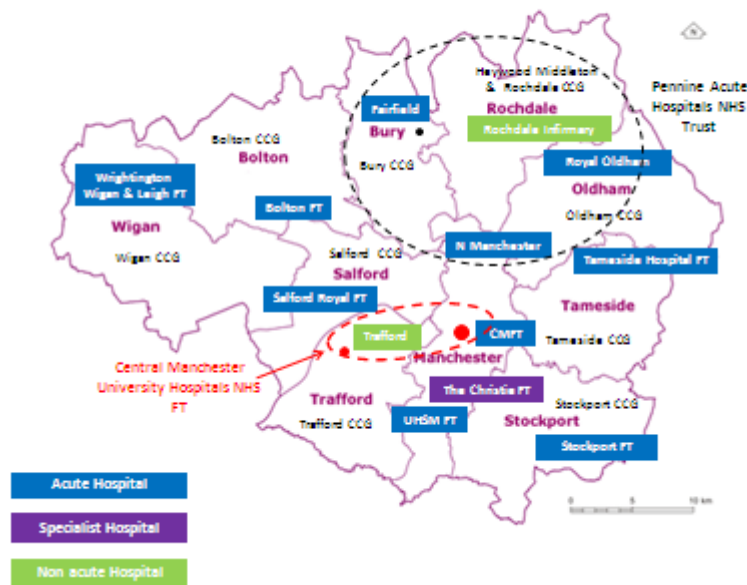 N
Heywood Middleton
& Rochdale CCG
Rochdale
Pennine Acute
Hospitals NHS
Trust
Fairfield
Bury
Rochdale Infirmary
Bolton CCG
Bolton
Bury CCG
Royal Oldham
Oldham
Wrightington
Wigan & Leigh FT
Bolton FT
Oldham CCG
Wigan
N Manchester
Wigan CCG
Salford CCG
Salford
Tameside Hospital FT
Salford Royal FT
Tameside
Trafford
CMFT
Tameside CCG
Manchester
Central Manchester
University Hospitals NHS
FT
The Christie FT
Trafford
Trafford CCG
UHSM FT
Stockport CCG
Stockport
Stockport FT
Acute Hospital
Specialist Hospital
Non acute Hospital
0 5 10 km